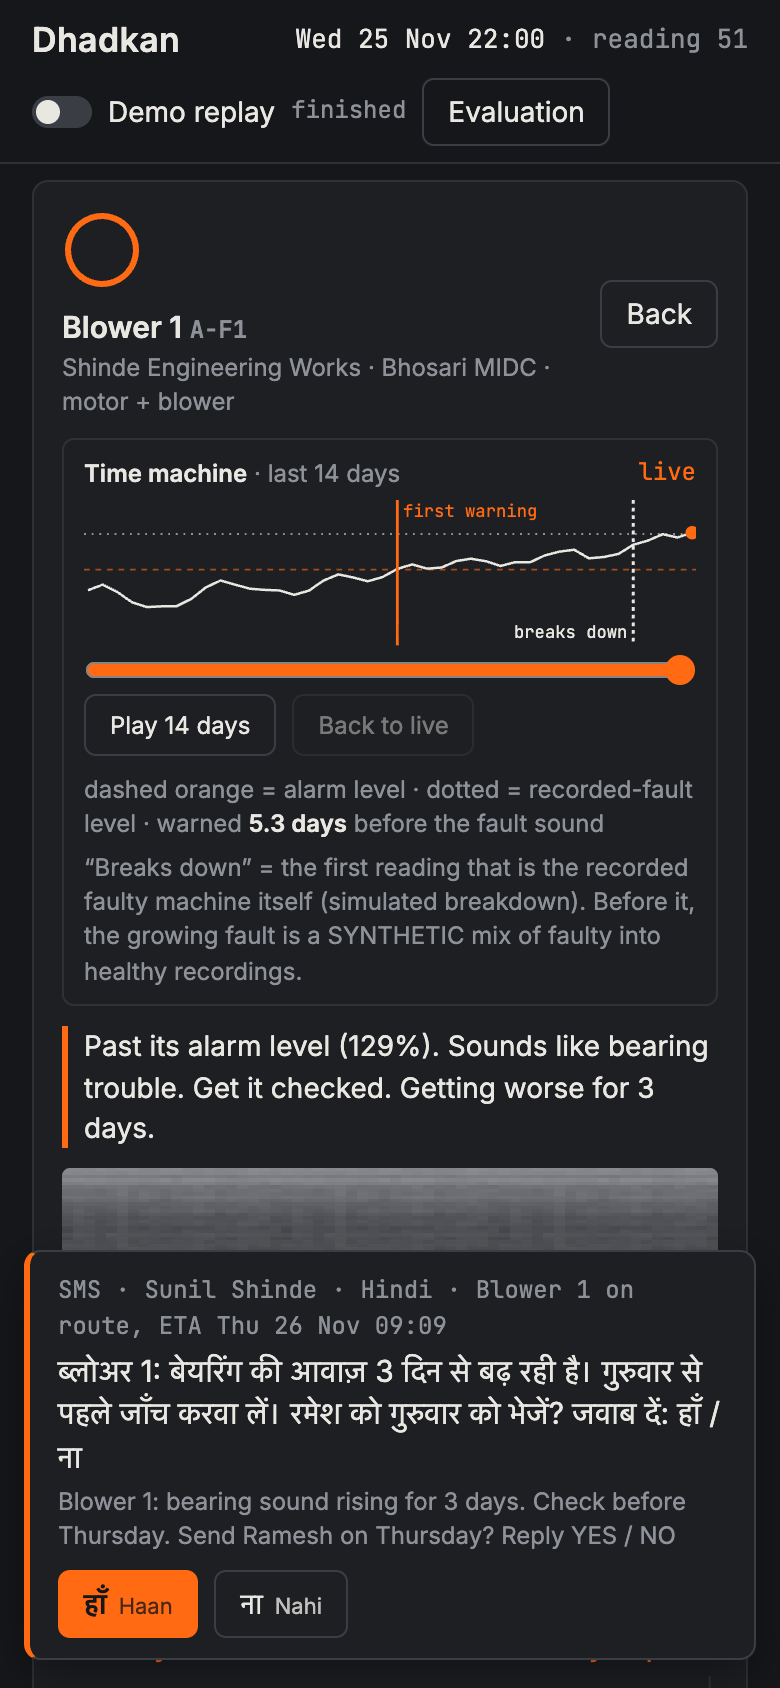 Dhadkan
Wed 25 Nov 22:00 · reading 51
Demo replay finished Evaluation
Blower 1 A-F1
Back
Shinde Engineering Works · Bhosari MIDC ·
motor + blower
Time machine · last 14 days
live
first warning
breaks down
Play 14 days
Back to live
dashed orange = alarm level · dotted = recorded-fault
level · warned 5.3 days before the fault sound
“Breaks down” = the first reading that is the recorded
faulty machine itself (simulated breakdown). Before it,
the growing fault is a SYNTHETIC mix of faulty into
healthy recordings.
Past its alarm level (129%). Sounds like bearing
trouble. Get it checked. Getting worse for 3
days.
SMS · Sunil Shinde · Hindi · Blower 1 on
route, ETA Thu 26 Nov 09:09
ब्लोअर 1: बेयरिंग की आवाज़ 3 दिन से बढ़ रही है। गुरुवार से
पहले जाँच करवा लें। रमेश को गुरुवार को भेजें? जवाब दें: हाँ /
ना
Blower 1: bearing sound rising for 3 days. Check before
Thursday. Send Ramesh on Thursday? Reply YES / NO
हाँ Haan
ना Nahi